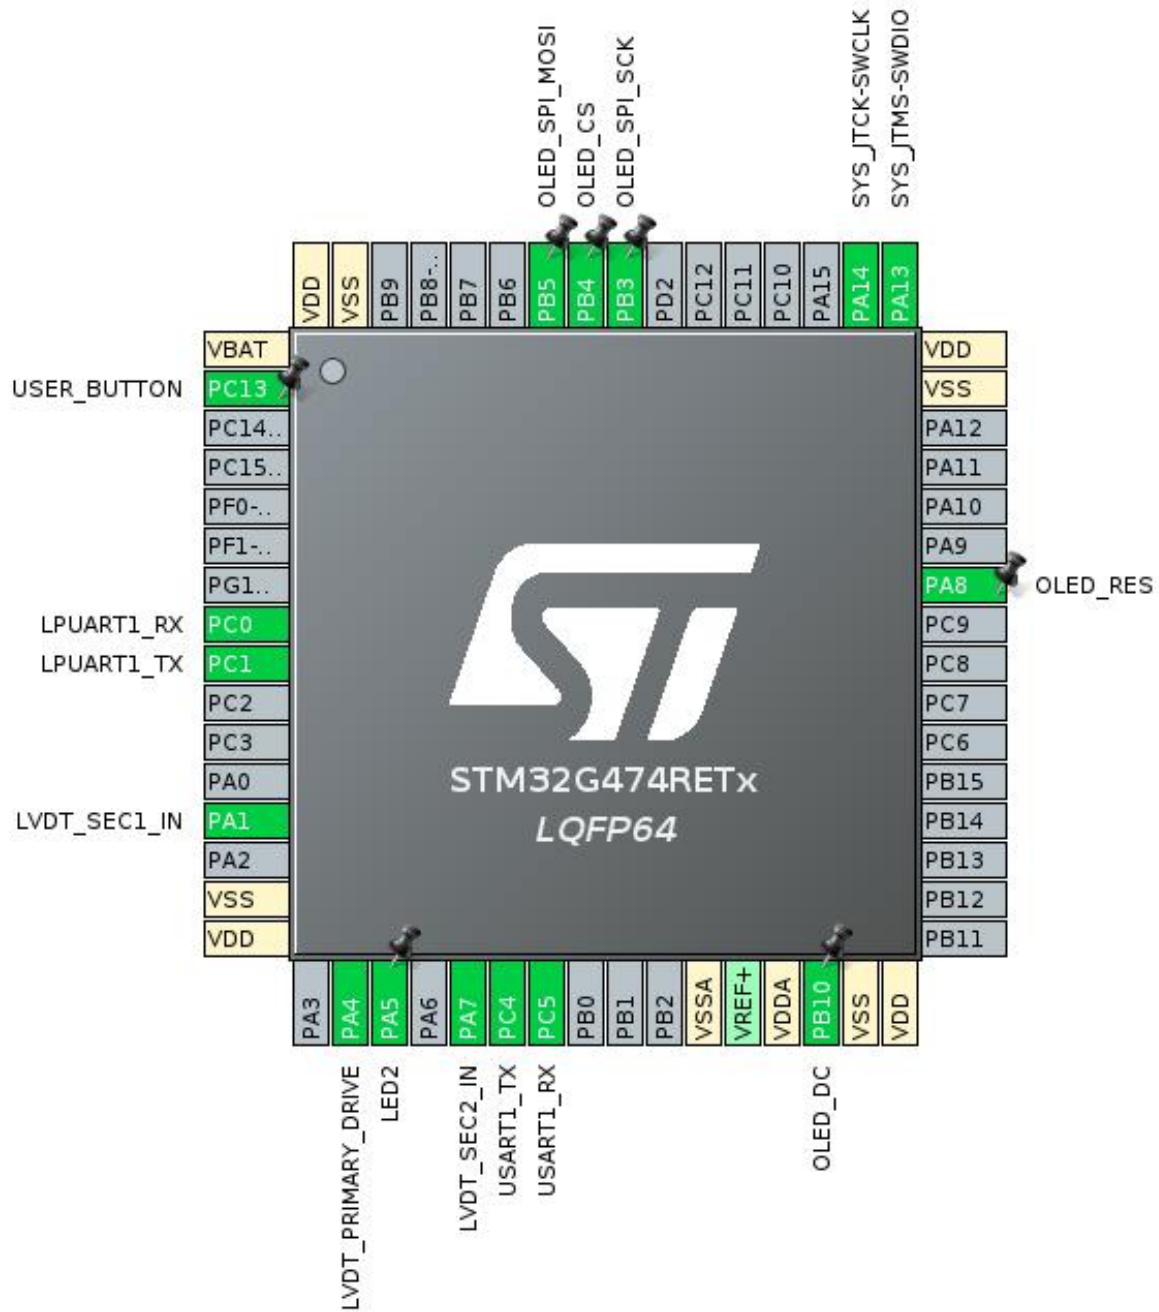 OLED_SPI_MOSI
OLED_CS
OLED_SPI_SCK
SYS_JTCK-SWCLK
SYS_JTMS-SWDIO
VDD
VSS
PB9
PB8-..
PB7
PB6
PB5
PB4
PB3
PD2
PC12
PC11
PC10
PA15
PA14
PA13
VBAT
USER_BUTTON PC13
PC14..
PC15..
PF0-..
PF1-..
PG1..
LPUART1_RX PC0
LPUART1_TX PC1
PC2
PC3
PA0
LVDT_SEC1_IN PA1
PA2
VSS
VDD
STM32G474RETx
LQFP64
VDD
VSS
PA12
PA11
PA10
PA9
PA8 OLED_RES
PC9
PC8
PC7
PC6
PB15
PB14
PB13
PB12
PB11
PA3
PA4
PA5
PA6
PA7
PC4
PC5
PB0
PB1
PB2
VSSA
VREF+
VDDA
PB10
VSS
VDD
LVDT_PRIMARY_DRIVE
LED2
LVDT_SEC2_IN
USART1_TX
USART1_RX
OLED_DC